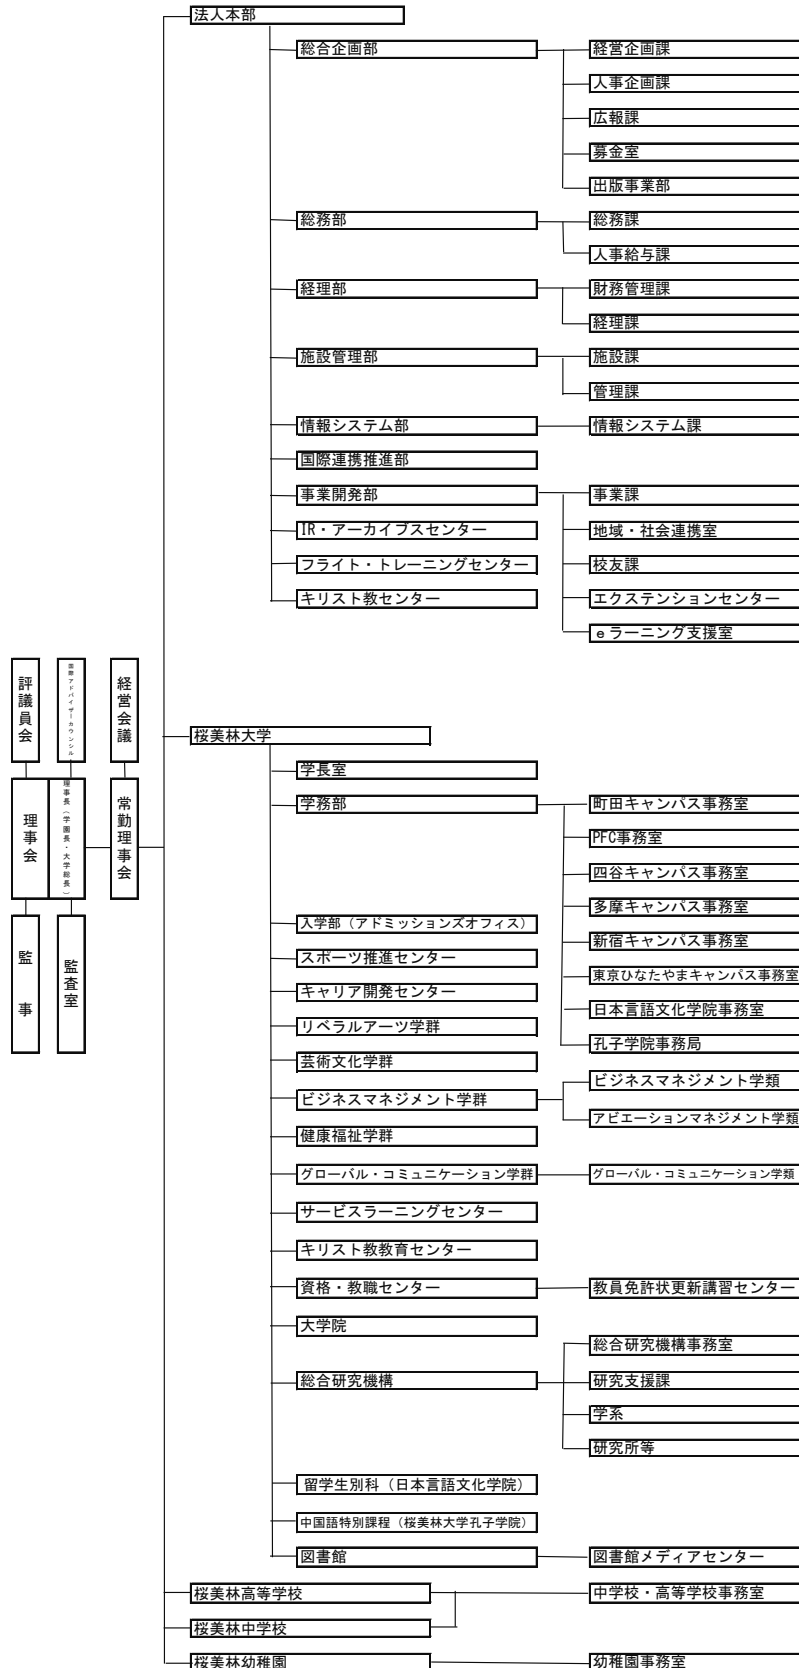 法人本部
総合企画部
経営企画課
人事企画課
広報課
募金室
出版事業部
総務部
総務課
人事給与課
経理部
財務管理課
経理課
施設管理部
施設課
管理課
情報システム部
情報システム課
国際連携推進部
事業開発部
事業課
IR・アーカイブスセンター
地域・社会連携室
フライト・トレーニングセンター
校友課
キリスト教センター
エクステンションセンター
eラーニング支援室
評議員会
国際アドバイザーカウンシル
経営会議
理事会
理事長(学園長・大学総長)
常勤理事会
監事
監査室
桜美林大学
学長室
学務部
町田キャンパス事務室
PFC事務室
四谷キャンパス事務室
多摩キャンパス事務室
新宿キャンパス事務室
東京ひなたやまキャンパス事務室
日本言語文化学院事務室
孔子学院事務局
入学部(アドミッションズオフィス)
スポーツ推進センター
キャリア開発センター
リベラルアーツ学群
芸術文化学群
ビジネスマネジメント学群
ビジネスマネジメント学類
アビエーションマネジメント学類
健康福祉学群
グローバル・コミュニケーション学群
グローバル・コミュニケーション学類
サービスラーニングセンター
キリスト教教育センター
資格・教職センター
教員免許状更新講習センター
大学院
総合研究機構
総合研究機構事務室
研究支援課
学系
研究所等
留学生別科(日本言語文化学院)
中国語特別課程(桜美林大学孔子学院)
図書館
図書館メディアセンター
桜美林高等学校
中学校・高等学校事務室
桜美林中学校
桜美林幼稚園
幼稚園事務室